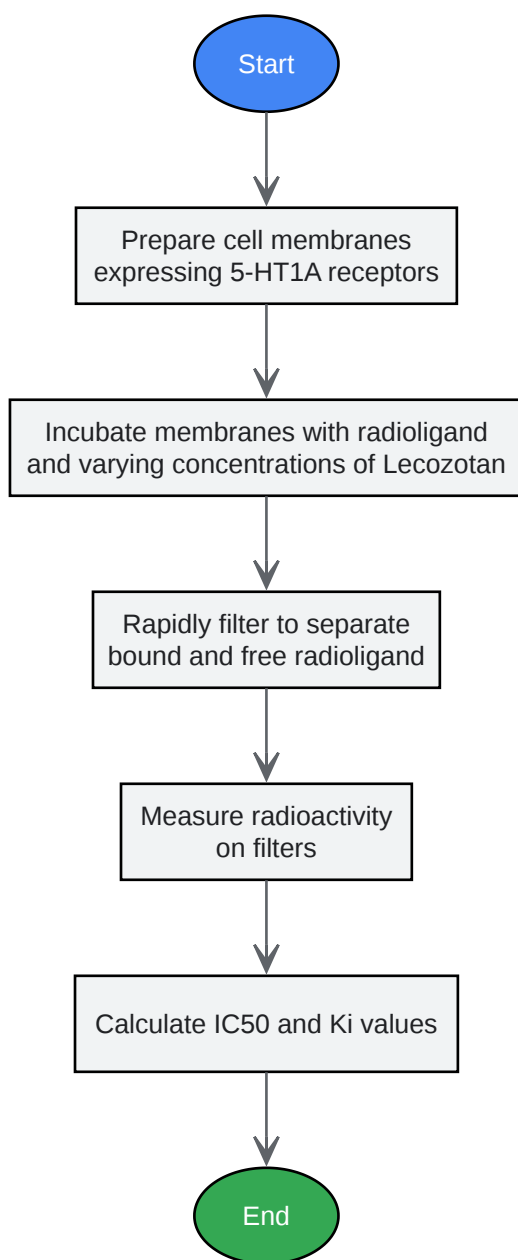 Start
Prepare cell membranes
expressing 5-HT1A receptors
Incubate membranes with radioligand
and varying concentrations of Lecozotan
Rapidly filter to separate
bound and free radioligand
Measure radioactivity
on filters
Calculate IC50 and Ki values
End